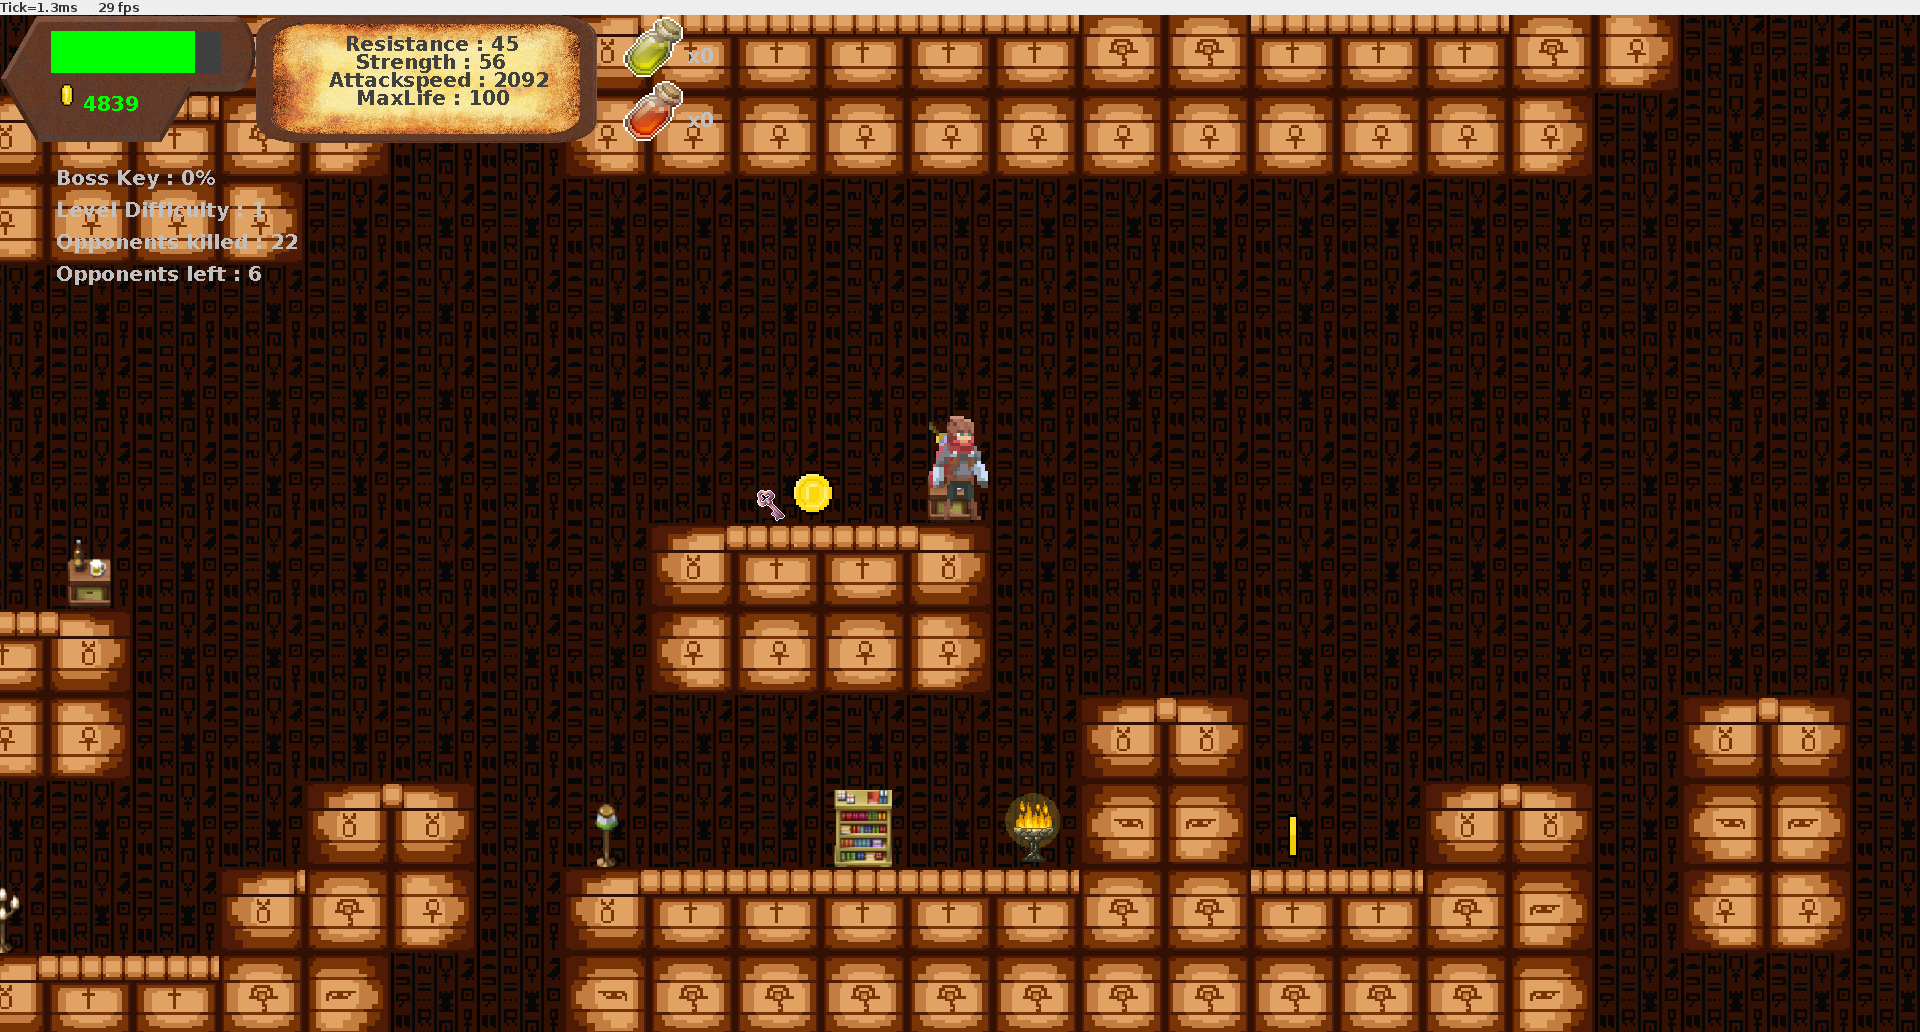 Tick=1.3ms 29 fps
Resistance : 45
Strength : 56
Attackspeed : 2092
MaxLife : 100
x0
4839
x0
Boss Key : 0%
Level Difficulty : 1
Opponents killed : 22
Opponents left : 6